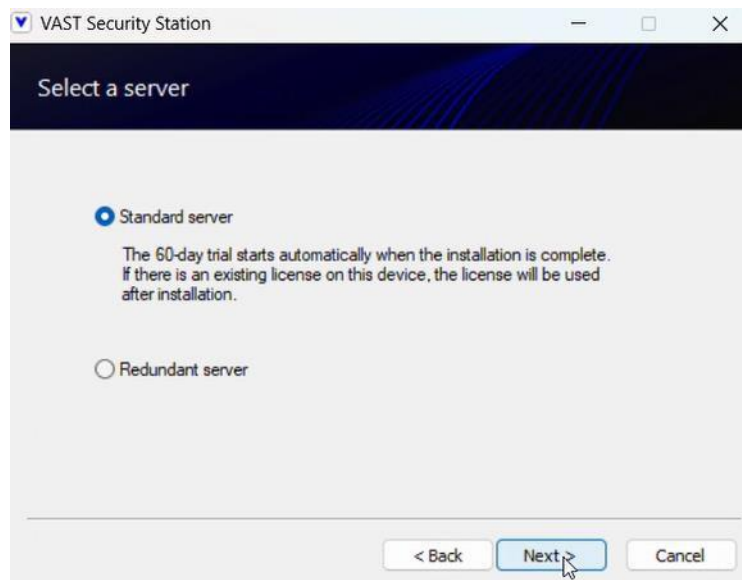 VAST Security Station
Select a server
Standard server
The 60-day trial starts automatically when the installation is complete.
If there is an existing license on this device, the license will be used
after installation.
Redundant server
< Back
Next >
Cancel